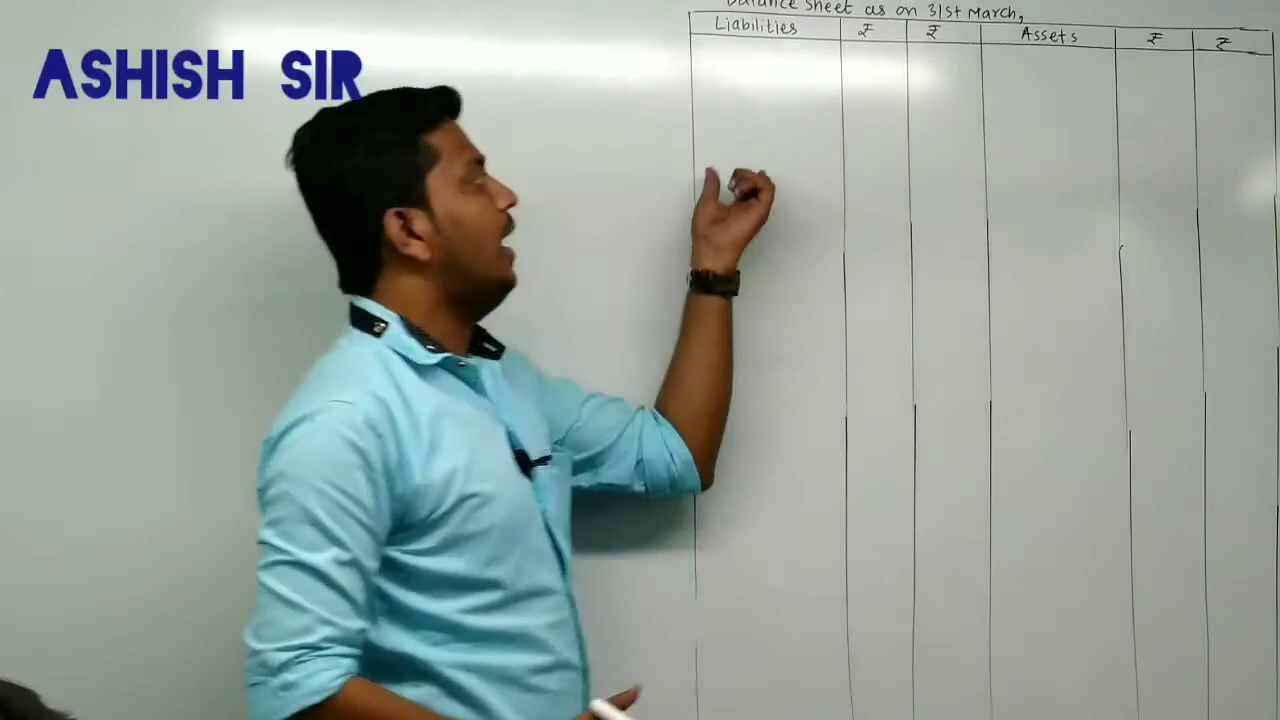 ASHISH SIR
Balance sheet as on 31st March,
Liabilities ₹ ₹ Assets ₹ ₹